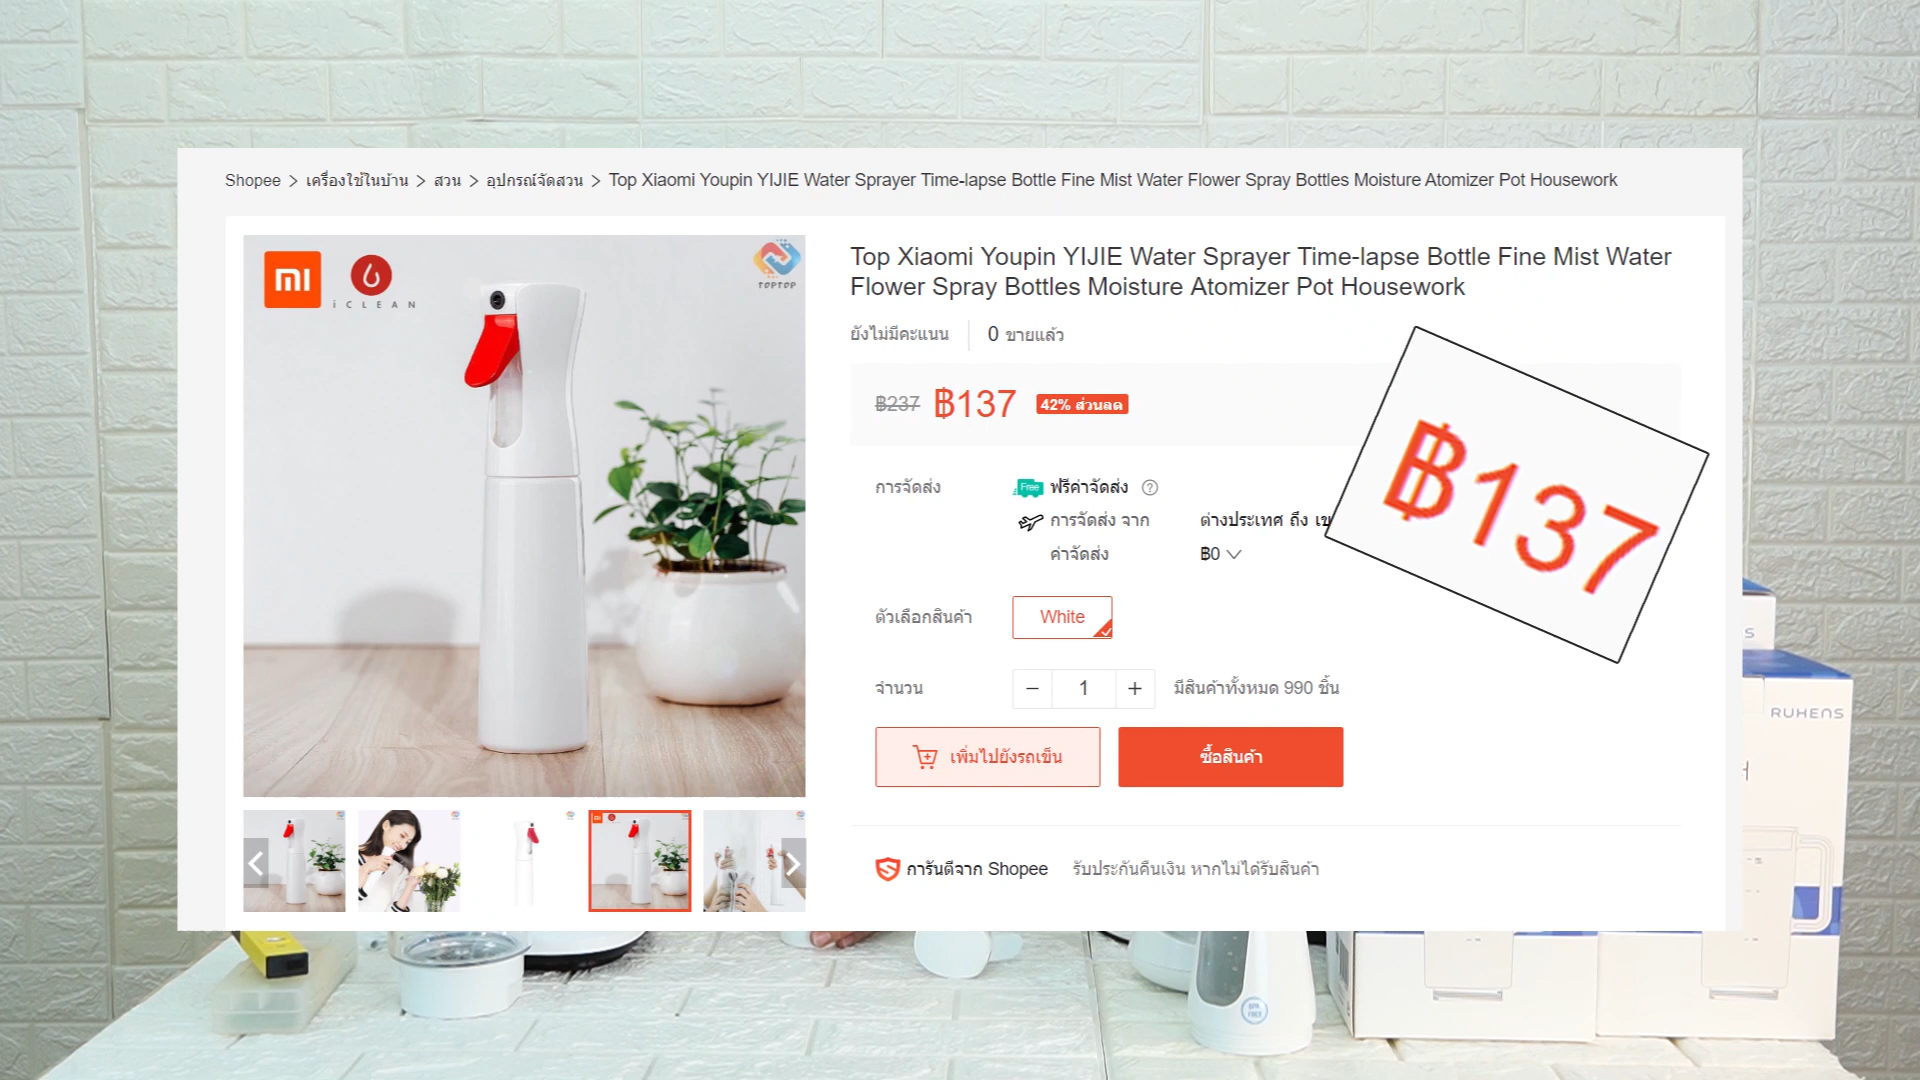 Shopee > เครื่องใช้ในบ้าน > สวน > อุปกรณ์จัดสวน > Top Xiaomi Youpin YIJIE Water Sprayer Time-lapse Bottle Fine Mist Water Flower Spray Bottles Moisture Atomizer Pot Housework
mi
iCLEAN
TOPTOP
Top Xiaomi Youpin YIJIE Water Sprayer Time-lapse Bottle Fine Mist Water
Flower Spray Bottles Moisture Atomizer Pot Housework
ยังไม่มีคะแนน 0 ขายแล้ว
฿237 ฿137 42% ส่วนลด
฿137
การจัดส่ง Free ฟรีค่าจัดส่ง ?
การจัดส่ง จาก ต่างประเทศ ถึง เข
ค่าจัดส่ง ฿0
ตัวเลือกสินค้า White
จำนวน − 1 + มีสินค้าทั้งหมด 990 ชิ้น
เพิ่มไปยังรถเข็น ซื้อสินค้า
การันตีจาก Shopee รับประกันคืนเงิน หากไม่ได้รับสินค้า
RUHENS
BPA
FREE